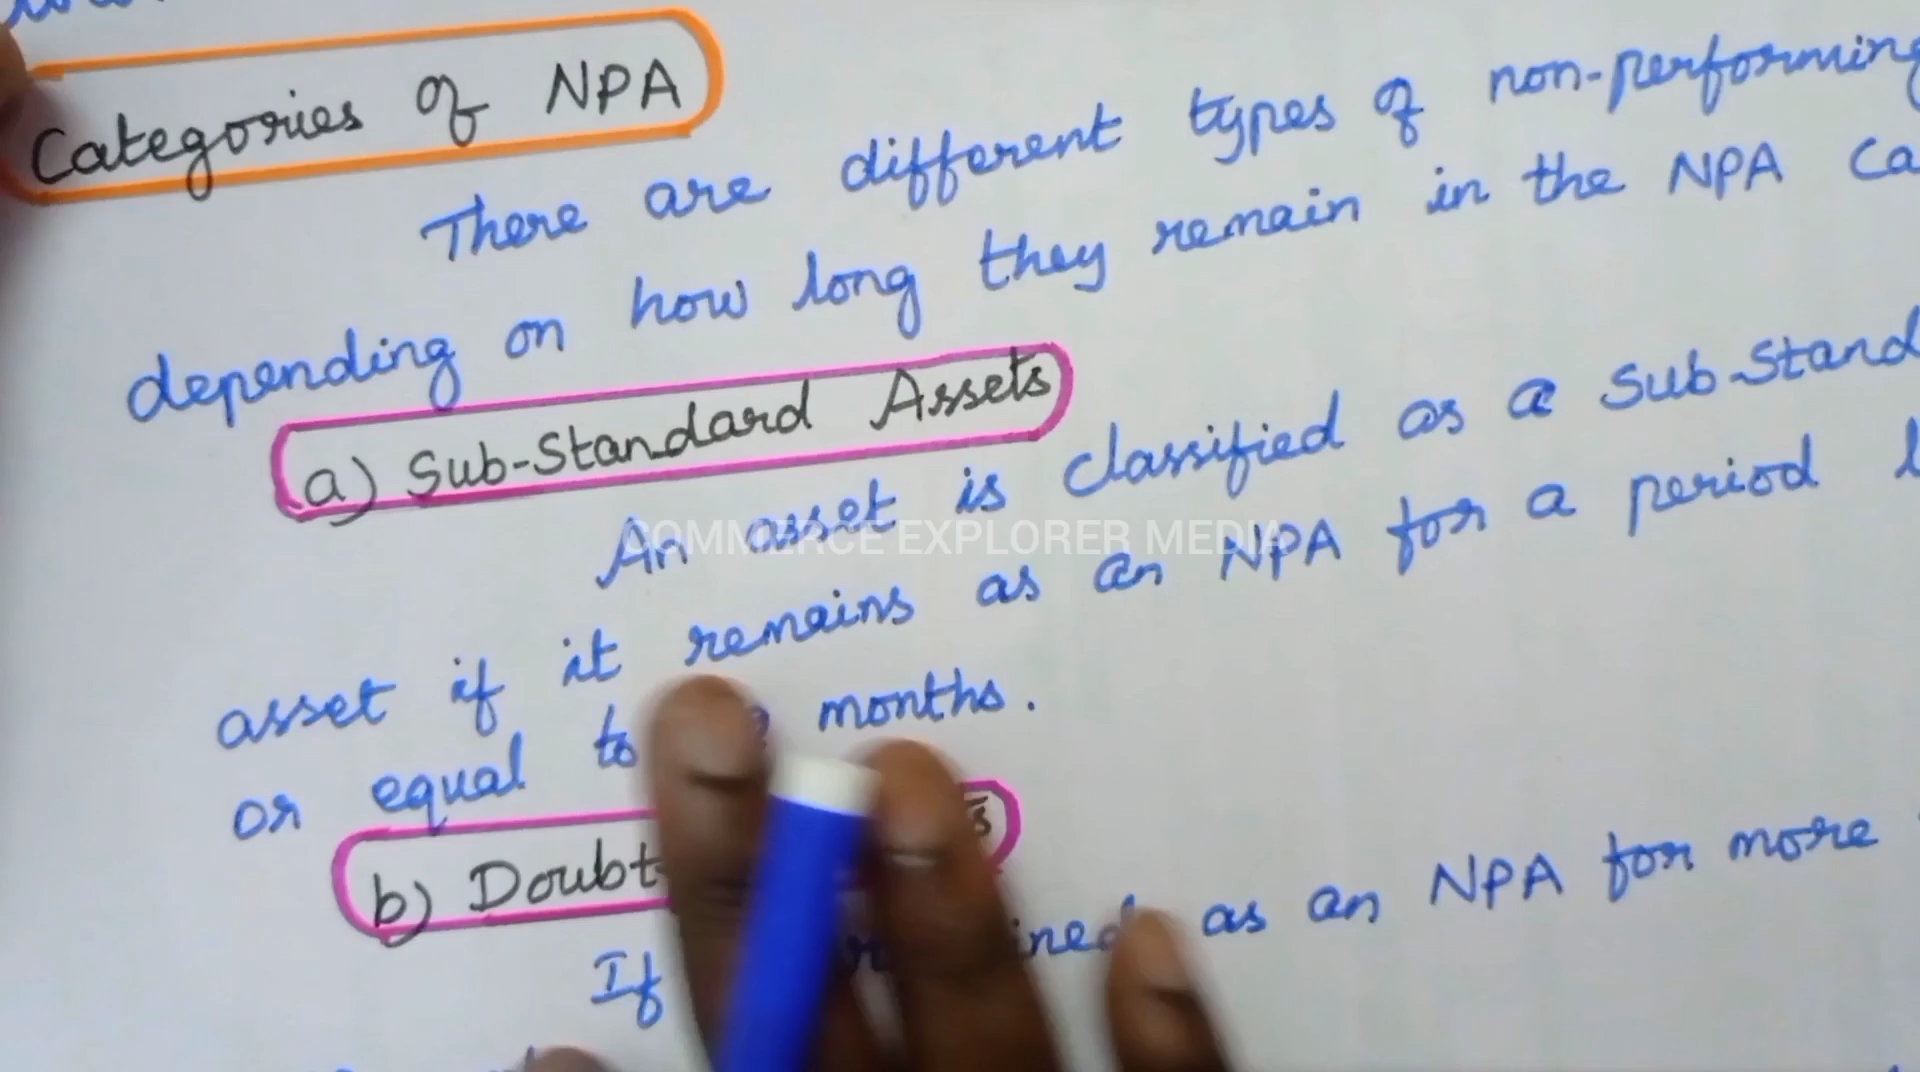 Categories of NPA
There are different types of non-performing
depending on how long they remain in the NPA Ca
a) Sub-Standard Assets
An asset is classified as a Sub-Stand
asset if it remains as an NPA for a period l
or equal to months.
b) Doubt
If ined as an NPA for more
COMMERCE EXPLORER MEDIA